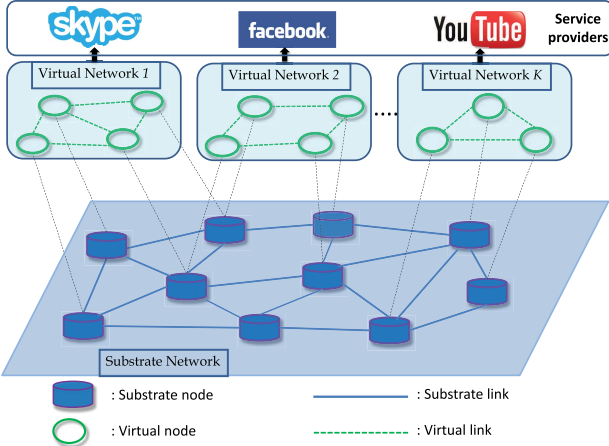 skype™
facebook.
YouTube
Service
providers
Virtual Network 1
Virtual Network 2
Virtual Network K
Substrate Network
: Substrate node
: Substrate link
: Virtual node
: Virtual link